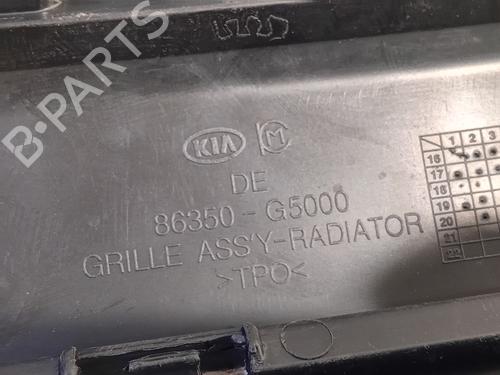 B-PARTS
KIA M
DE
86350-G5000
GRILLE ASS'Y-RADIATOR
>TPO<
1 2 3
16
17
18
19
20
21
22